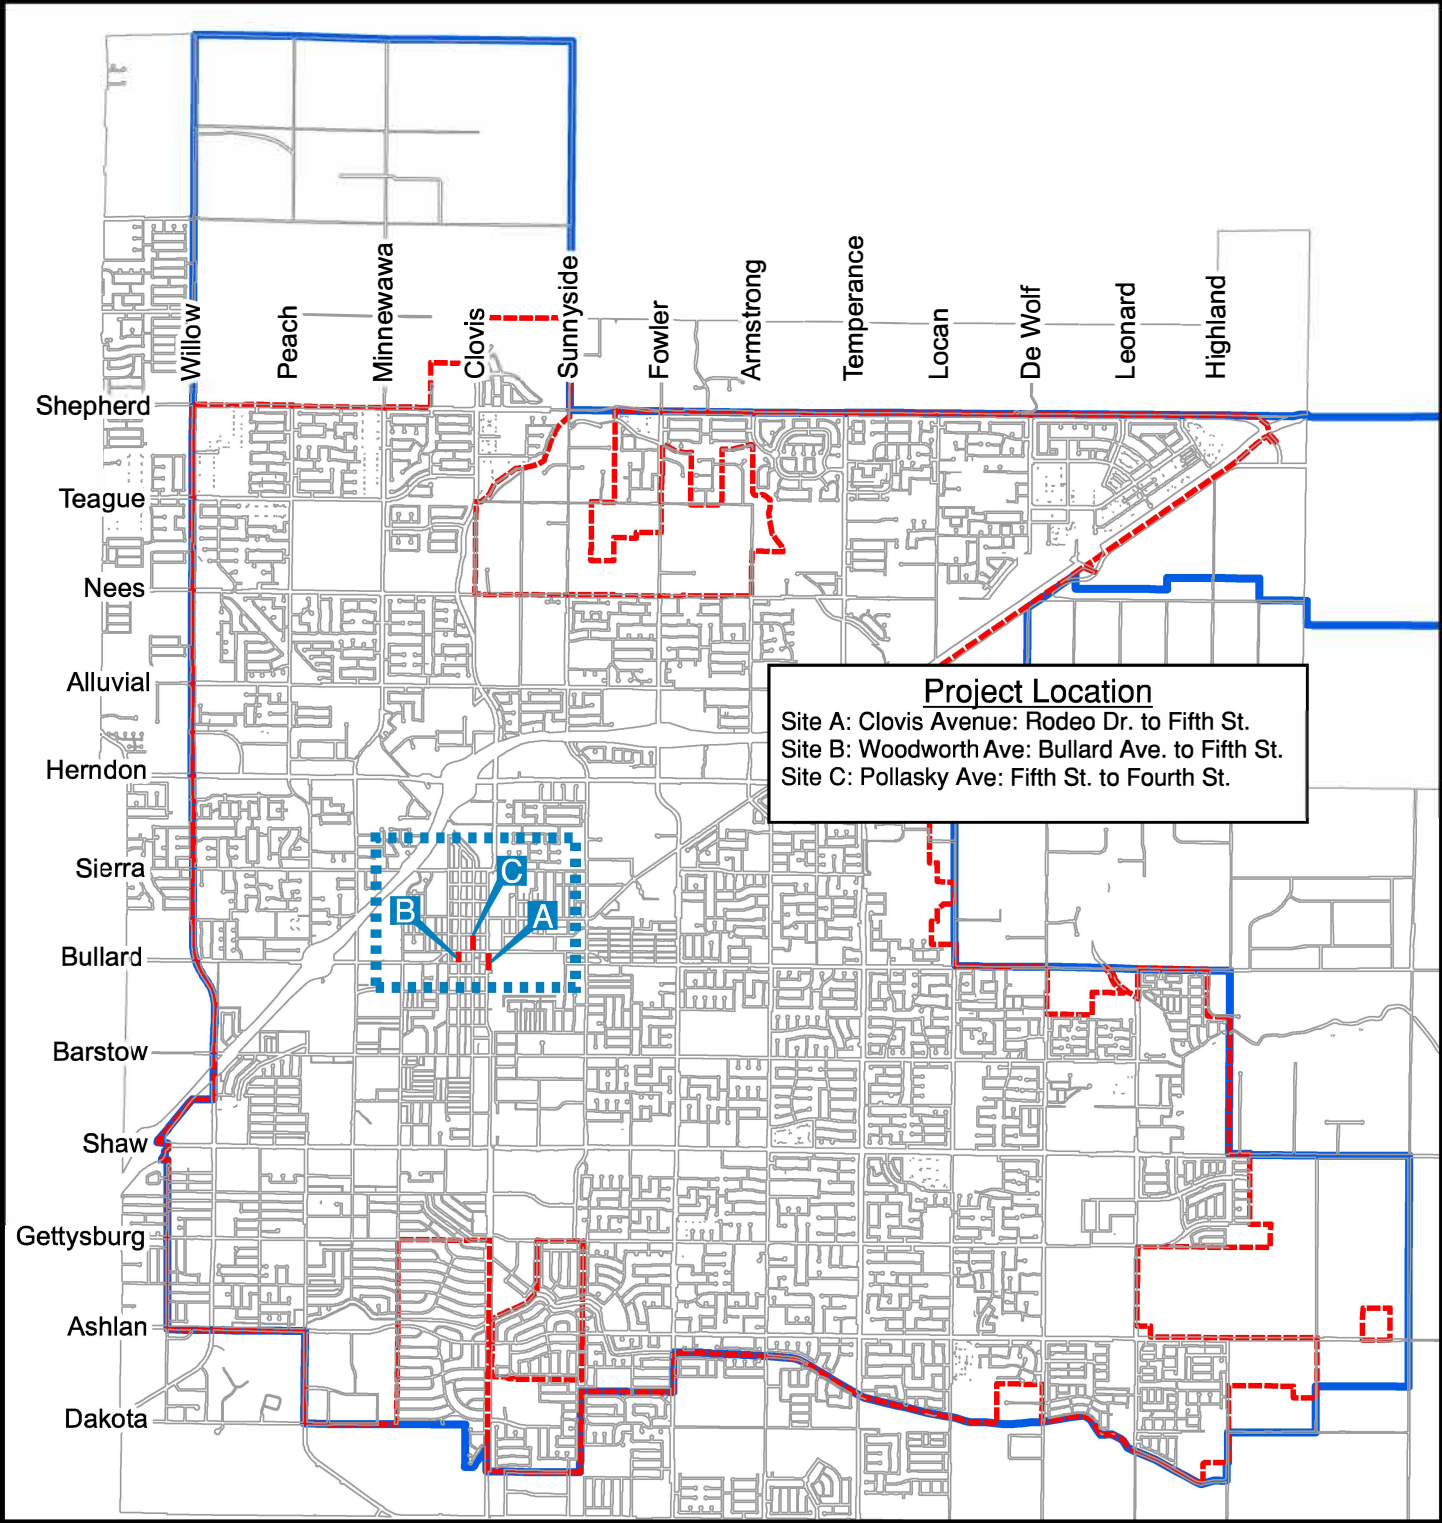 Willow
Peach
Minnewawa
Clovis
Sunnyside
Fowler
Armstrong
Temperance
Locan
De Wolf
Leonard
Highland
Shepherd
Teague
Nees
Alluvial
Herndon
Sierra
Bullard
Barstow
Shaw
Gettysburg
Ashlan
Dakota
Project Location
Site A: Clovis Avenue: Rodeo Dr. to Fifth St.
Site B: Woodworth Ave: Bullard Ave. to Fifth St.
Site C: Pollasky Ave: Fifth St. to Fourth St.
C
B
A